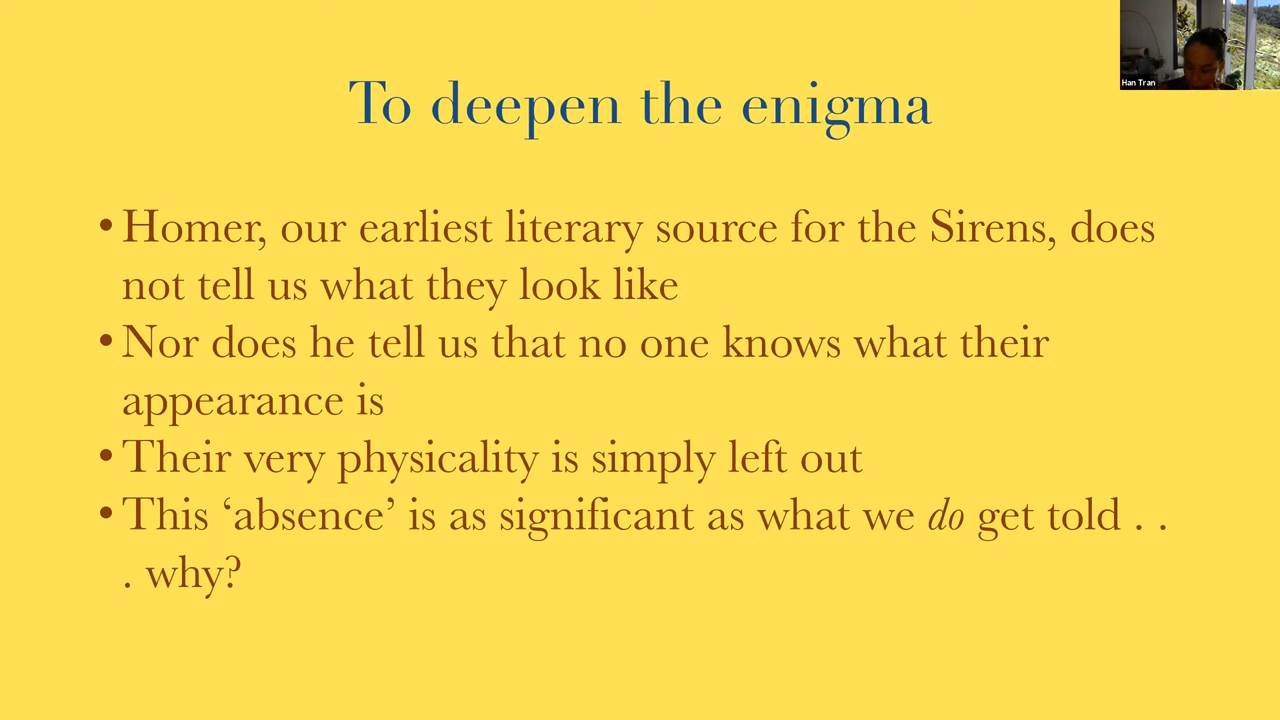 Han Tran
To deepen the enigma
• Homer, our earliest literary source for the Sirens, does
not tell us what they look like
• Nor does he tell us that no one knows what their
appearance is
• Their very physicality is simply left out
• This ‘absence’ is as significant as what we do get told . .
. why?